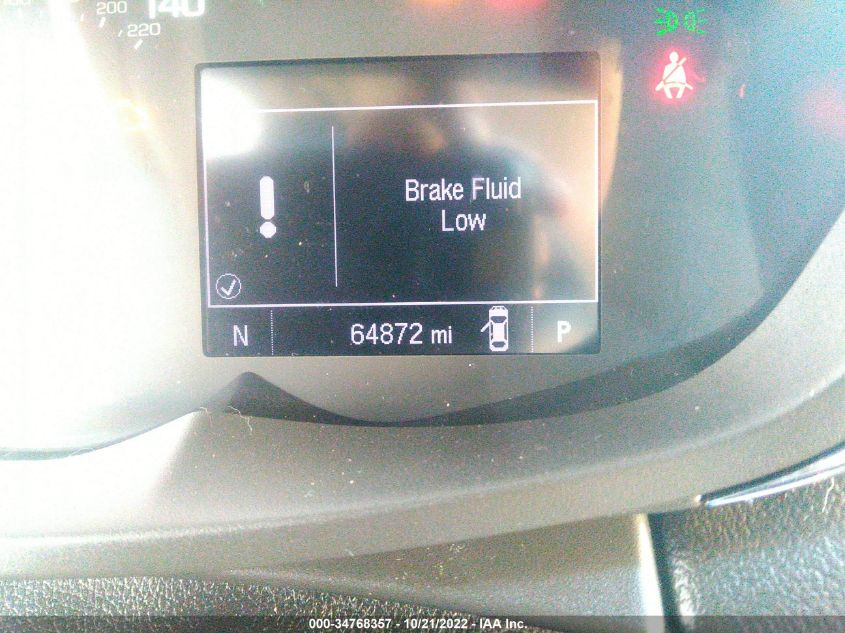 200
140
220
Brake Fluid
Low
N
64872 mi
P
000-34768357 - 10/21/2022 - IAA Inc.